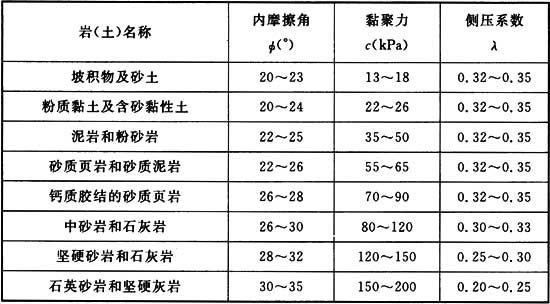 岩(土)名称 内摩擦角 ϕ(°) 黏聚力 c(kPa) 侧压系数 λ
坡积物及砂土 20～23 13～18 0.32～0.35
粉质黏土及含砂黏性土 20～24 22～26 0.32～0.35
泥岩和粉砂岩 22～25 35～50 0.32～0.35
砂质页岩和砂质泥岩 22～26 55～65 0.32～0.35
钙质胶结的砂质页岩 26～28 70～90 0.32～0.35
中砂岩和石灰岩 26～30 80～120 0.30～0.33
坚硬砂岩和石灰岩 28～32 120～150 0.25～0.30
石英砂岩和坚硬灰岩 30～35 150～200 0.20～0.25